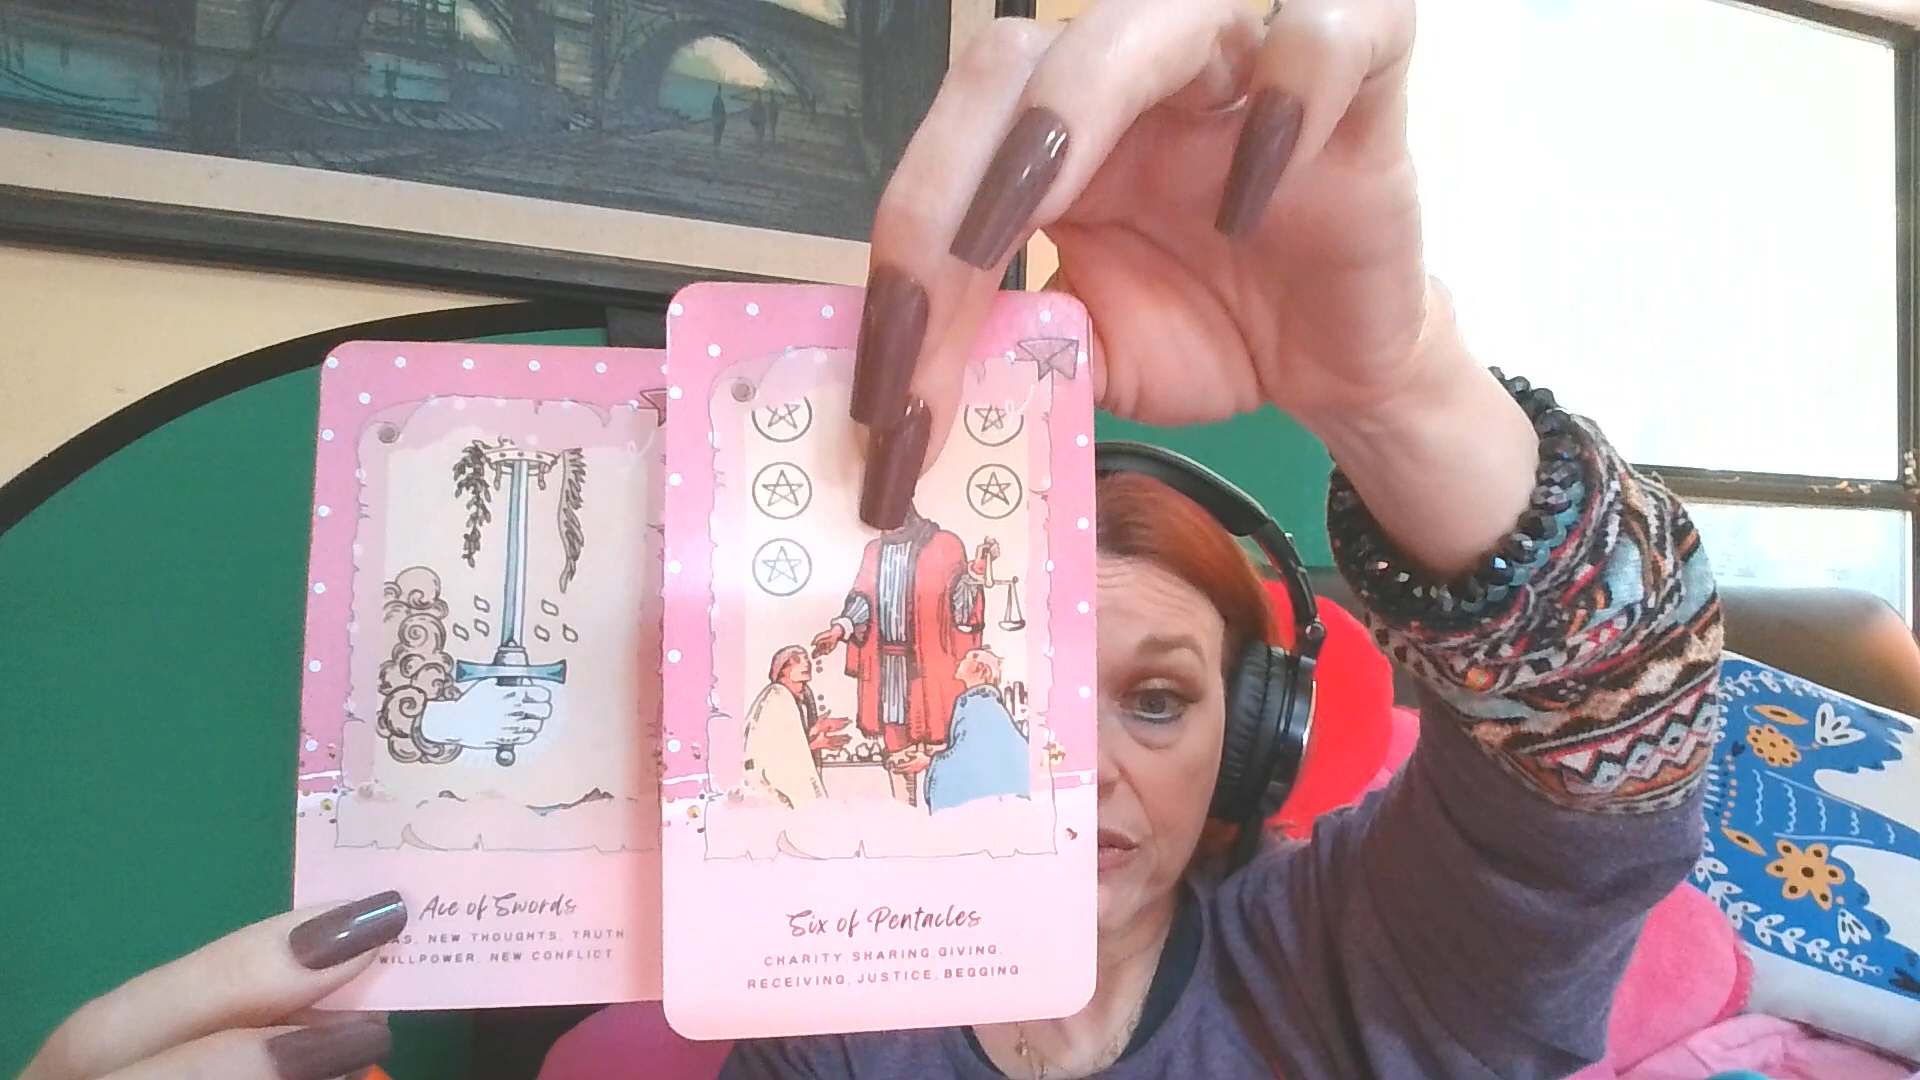 Ace of Swords
NEW THOUGHTS, TRUTH
WILLPOWER, NEW CONFLICT
Six of Pentacles
CHARITY, SHARING, GIVING,
RECEIVING, JUSTICE, BEGGING